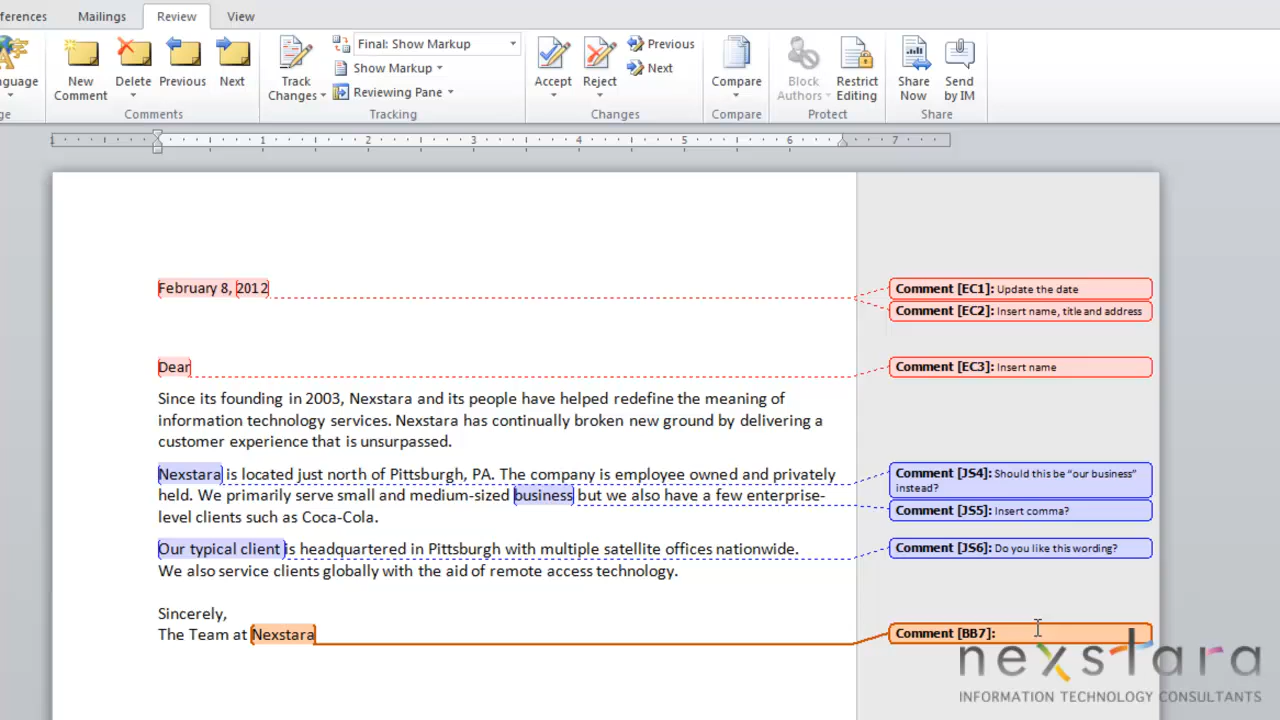 ferences Mailings Review View
nguage
New Comment
Delete
Previous
Next
Track Changes
Final: Show Markup
Show Markup
Reviewing Pane
Accept
Reject
Previous
Next
Compare
Block Authors
Restrict Editing
Share Now
Send by IM
ge Comments Tracking Changes Compare Protect Share
1 2 3 4 5 6 7
February 8, 2012
Comment [EC1]: Update the date
Comment [EC2]: Insert name, title and address
Dear
Comment [EC3]: Insert name
Since its founding in 2003, Nexstara and its people have helped redefine the meaning of
information technology services. Nexstara has continually broken new ground by delivering a
customer experience that is unsurpassed.
Nexstara is located just north of Pittsburgh, PA. The company is employee owned and privately
held. We primarily serve small and medium-sized business but we also have a few enterprise-
level clients such as Coca-Cola.
Comment [JS4]: Should this be “our business”
instead?
Comment [JS5]: Insert comma?
Our typical client is headquartered in Pittsburgh with multiple satellite offices nationwide.
We also service clients globally with the aid of remote access technology.
Comment [JS6]: Do you like this wording?
Sincerely,
The Team at Nexstara
Comment [BB7]:
nexstara
INFORMATION TECHNOLOGY CONSULTANTS